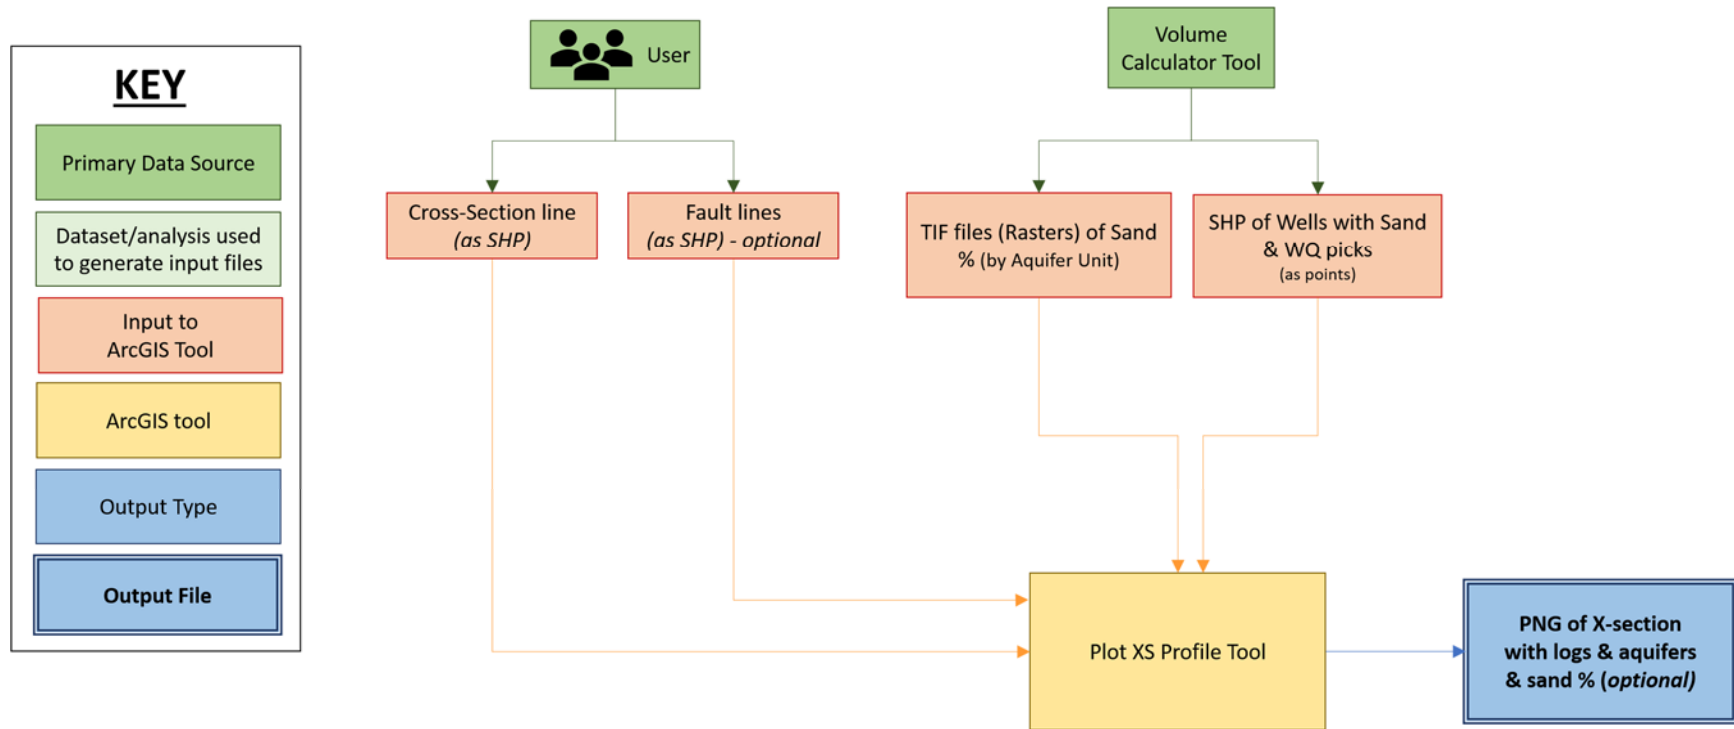 KEY
Primary Data Source
Dataset/analysis used
to generate input files
Input to
ArcGIS Tool
ArcGIS tool
Output Type
Output File
User
Volume
Calculator Tool
Cross-Section line
(as SHP)
Fault lines
(as SHP) - optional
TIF files (Rasters) of Sand
% (by Aquifer Unit)
SHP of Wells with Sand
& WQ picks
(as points)
Plot XS Profile Tool
PNG of X-section
with logs & aquifers
& sand % (optional)